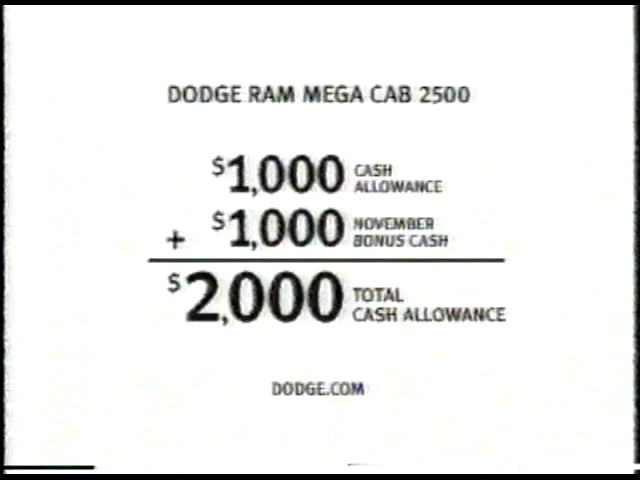 DODGE RAM MEGA CAB 2500
$1,000 CASH ALLOWANCE
+ $1,000 NOVEMBER BONUS CASH
$2,000 TOTAL CASH ALLOWANCE
DODGE.COM